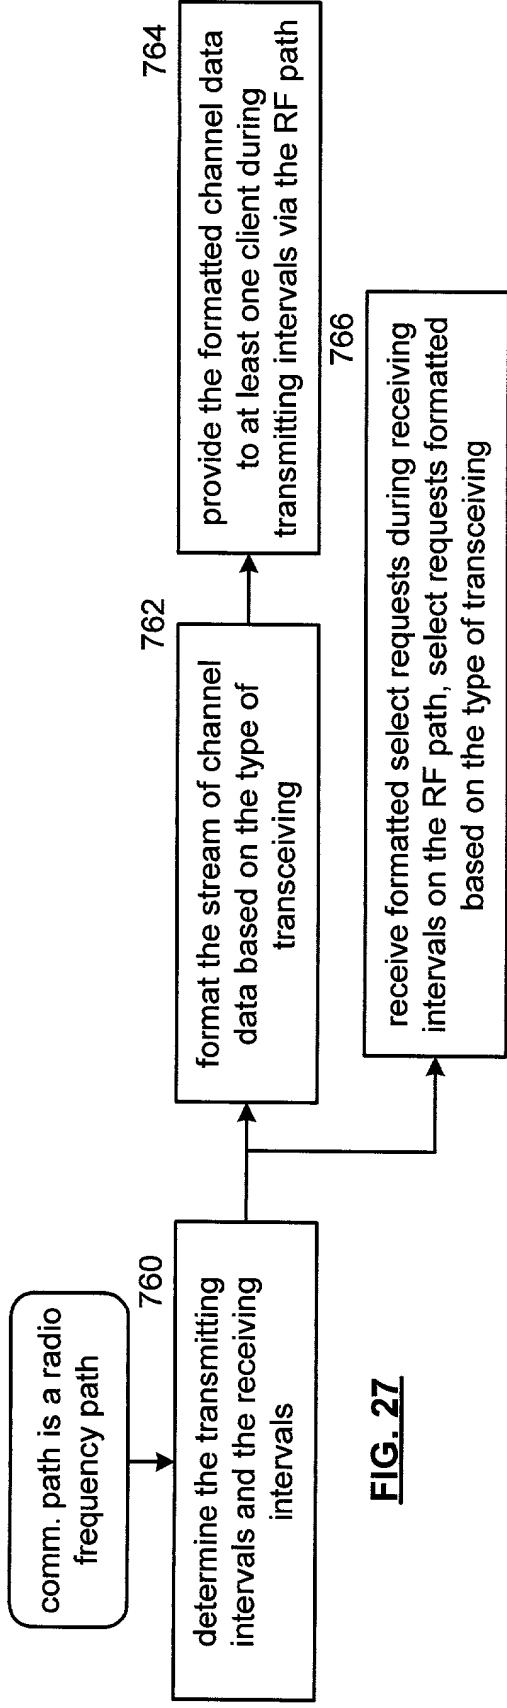 comm. path is a radio
frequency path
760
determine the transmitting
intervals and the receiving
intervals
762
format the stream of channel
data based on the type of
transceiving
764
provide the formatted channel data
to at least one client during
transmitting intervals via the RF path
766
receive formatted select requests during receiving
intervals on the RF path, select requests formatted
based on the type of transceiving
FIG. 27